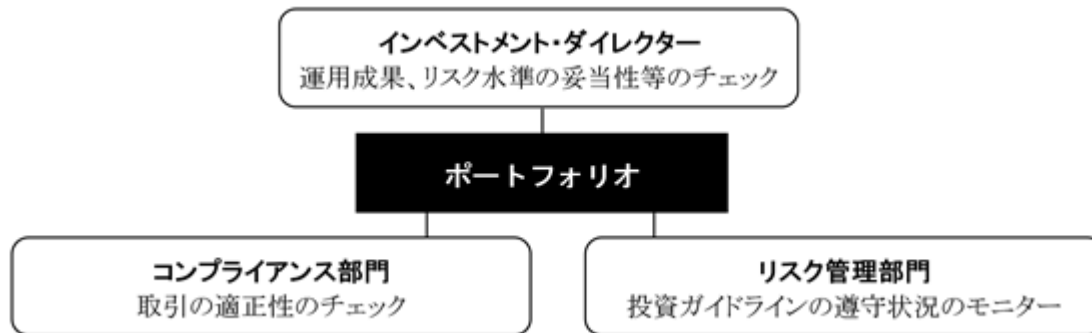 インベストメント・ダイレクター
運用成果、リスク水準の妥当性等のチェック
ポートフォリオ
コンプライアンス部門
取引の適正性のチェック
リスク管理部門
投資ガイドラインの遵守状況のモニター